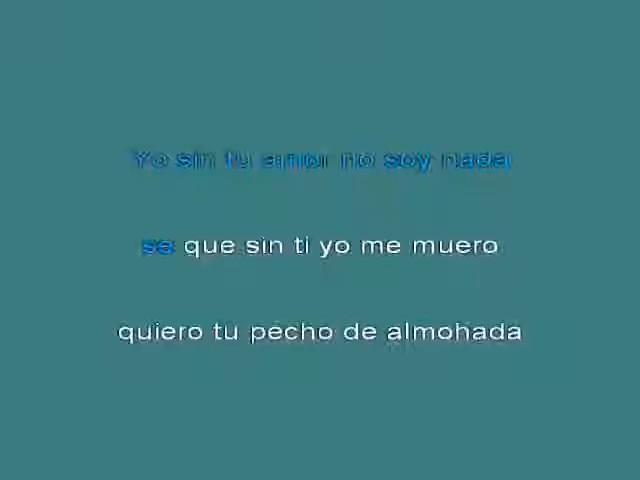 Yo sin tu amor no soy nada
se que sin ti yo me muero
quiero tu pecho de almohada